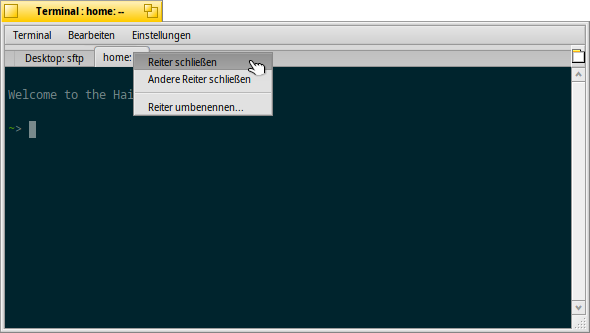 Terminal : home: --
Terminal Bearbeiten Einstellungen
Desktop: sftp home:
Reiter schließen
Andere Reiter schließen
Reiter umbenennen...
Welcome to the Hai
~>